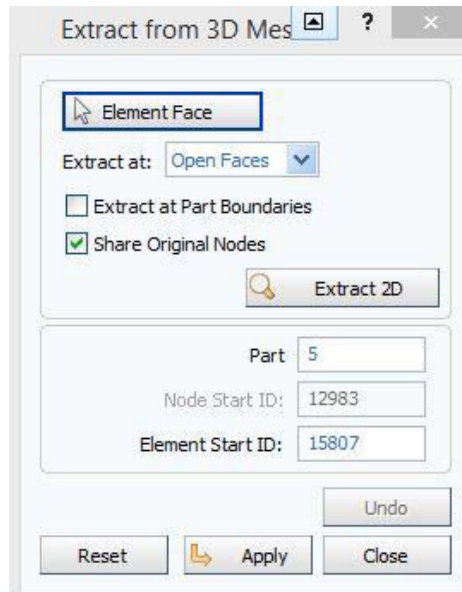 Extract from 3D Mes ?
Element Face
Extract at: Open Faces
Extract at Part Boundaries
Share Original Nodes
Extract 2D
Part 5
Node Start ID: 12983
Element Start ID: 15807
Undo
Reset Apply Close